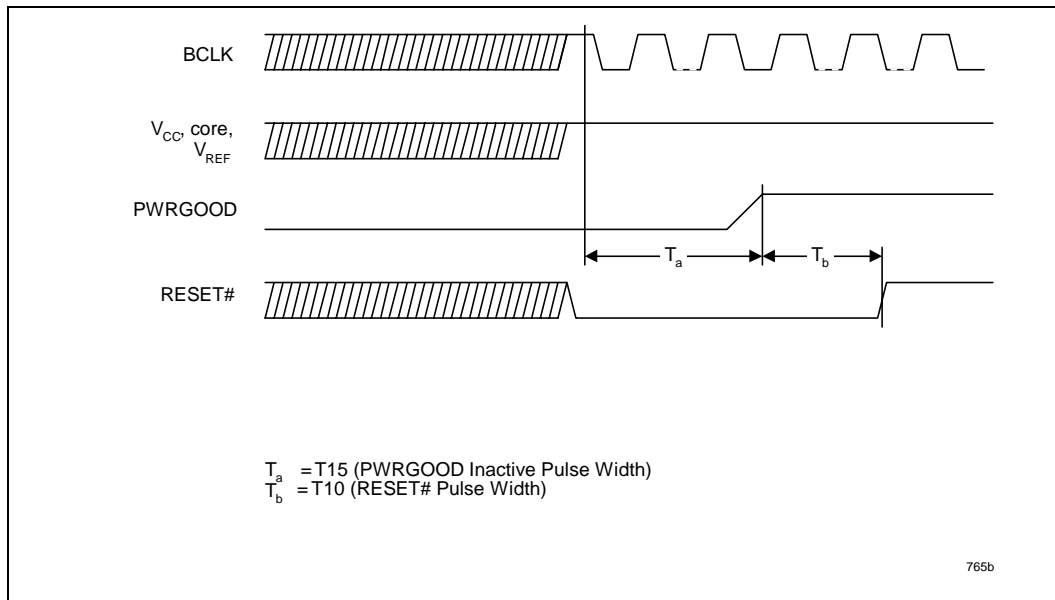 BCLK
VCC, core,
VREF
PWRGOOD
Ta
Tb
RESET#
Ta = T15 (PWRGOOD Inactive Pulse Width)
Tb = T10 (RESET# Pulse Width)
765b